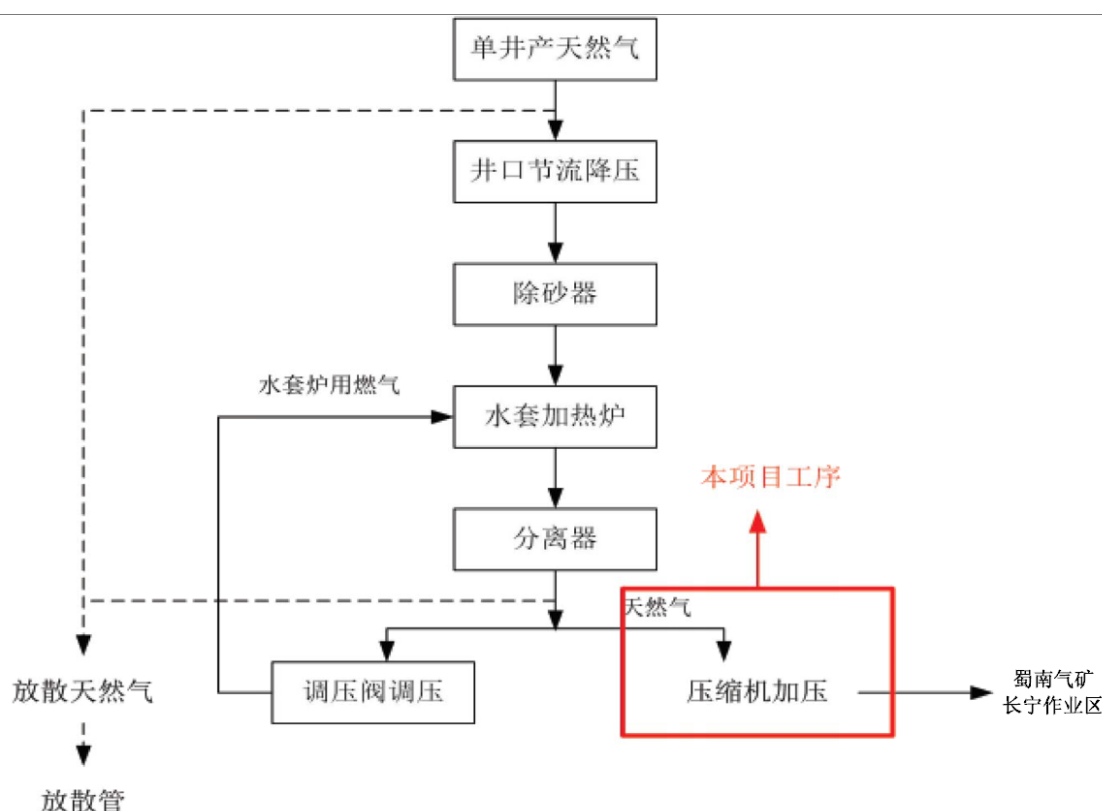 单井产天然气
井口节流降压
除砂器
水套炉用燃气
水套加热炉
本项目工序
分离器
天然气
放散天然气
调压阀调压
压缩机加压
蜀南气矿
长宁作业区
放散管